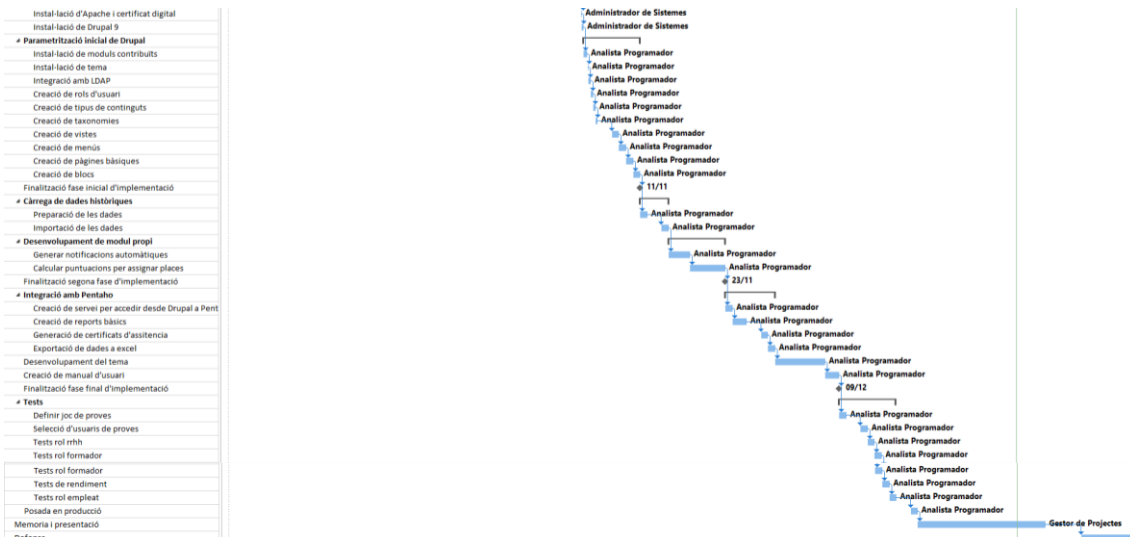 Instal·lació d'Apache i certificat digital Administrador de Sistemes
Instal·lació de Drupal 9 Administrador de Sistemes
Parametrització inicial de Drupal
Instal·lació de moduls contribuïts Analista Programador
Instal·lació de tema Analista Programador
Integració amb LDAP Analista Programador
Creació de rols d'usuari Analista Programador
Creació de tipus de continguts Analista Programador
Creació de taxonomies Analista Programador
Creació de vistes Analista Programador
Creació de menús Analista Programador
Creació de pàgines bàsiques Analista Programador
Creació de blocs Analista Programador
Finalització fase inicial d'implementació 11/11
Càrrega de dades històriques
Preparació de les dades Analista Programador
Importació de les dades Analista Programador
Desenvolupament de modul propi
Generar notificacions automàtiques Analista Programador
Calcular puntuacions per assignar places Analista Programador
Finalització segona fase d'implementació 23/11
Integració amb Pentaho
Creació de servei per accedir desde Drupal a Pent Analista Programador
Creació de reports bàsics Analista Programador
Generació de certificats d'assitencia Analista Programador
Exportació de dades a excel Analista Programador
Desenvolupament del tema Analista Programador
Creació de manual d'usuari Analista Programador
Finalització fase final d'implementació 09/12
Tests
Definir joc de proves Analista Programador
Selecció d'usuaris de proves Analista Programador
Tests rol rrhh Analista Programador
Tests rol formador Analista Programador
Tests rol formador Analista Programador
Tests de rendiment Analista Programador
Tests rol empleat Analista Programador
Posada en producció Analista Programador
Memoria i presentació Gestor de Projectes